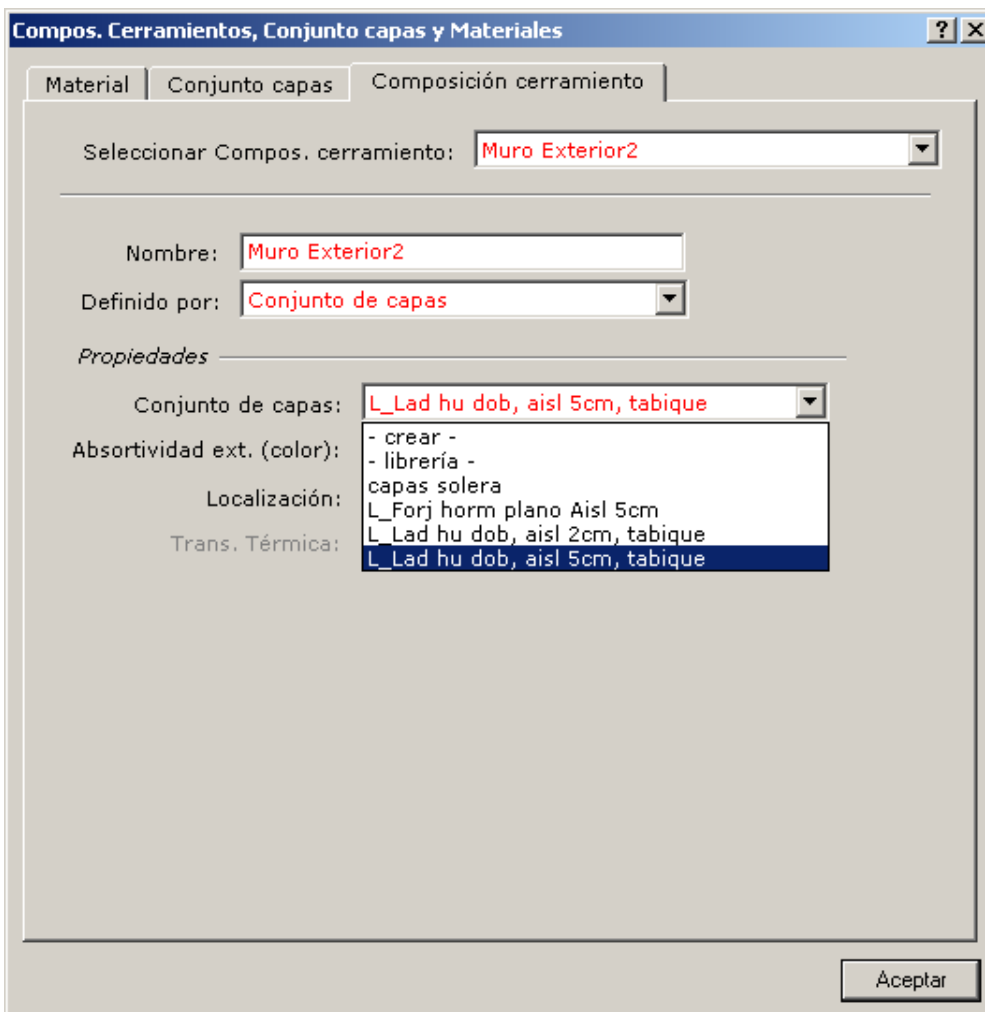 Compos. Cerramientos, Conjunto capas y Materiales
Material Conjunto capas Composición cerramiento
Seleccionar Compos. cerramiento: Muro Exterior2
Nombre: Muro Exterior2
Definido por: Conjunto de capas
Propiedades
Conjunto de capas: L_Lad hu dob, aisl 5cm, tabique
- crear -
Absortividad ext. (color):
- librería -
capas solera
Localización:
L_Forj horm plano Aisl 5cm
L_Lad hu dob, aisl 2cm, tabique
Trans. Térmica:
L_Lad hu dob, aisl 5cm, tabique
Aceptar